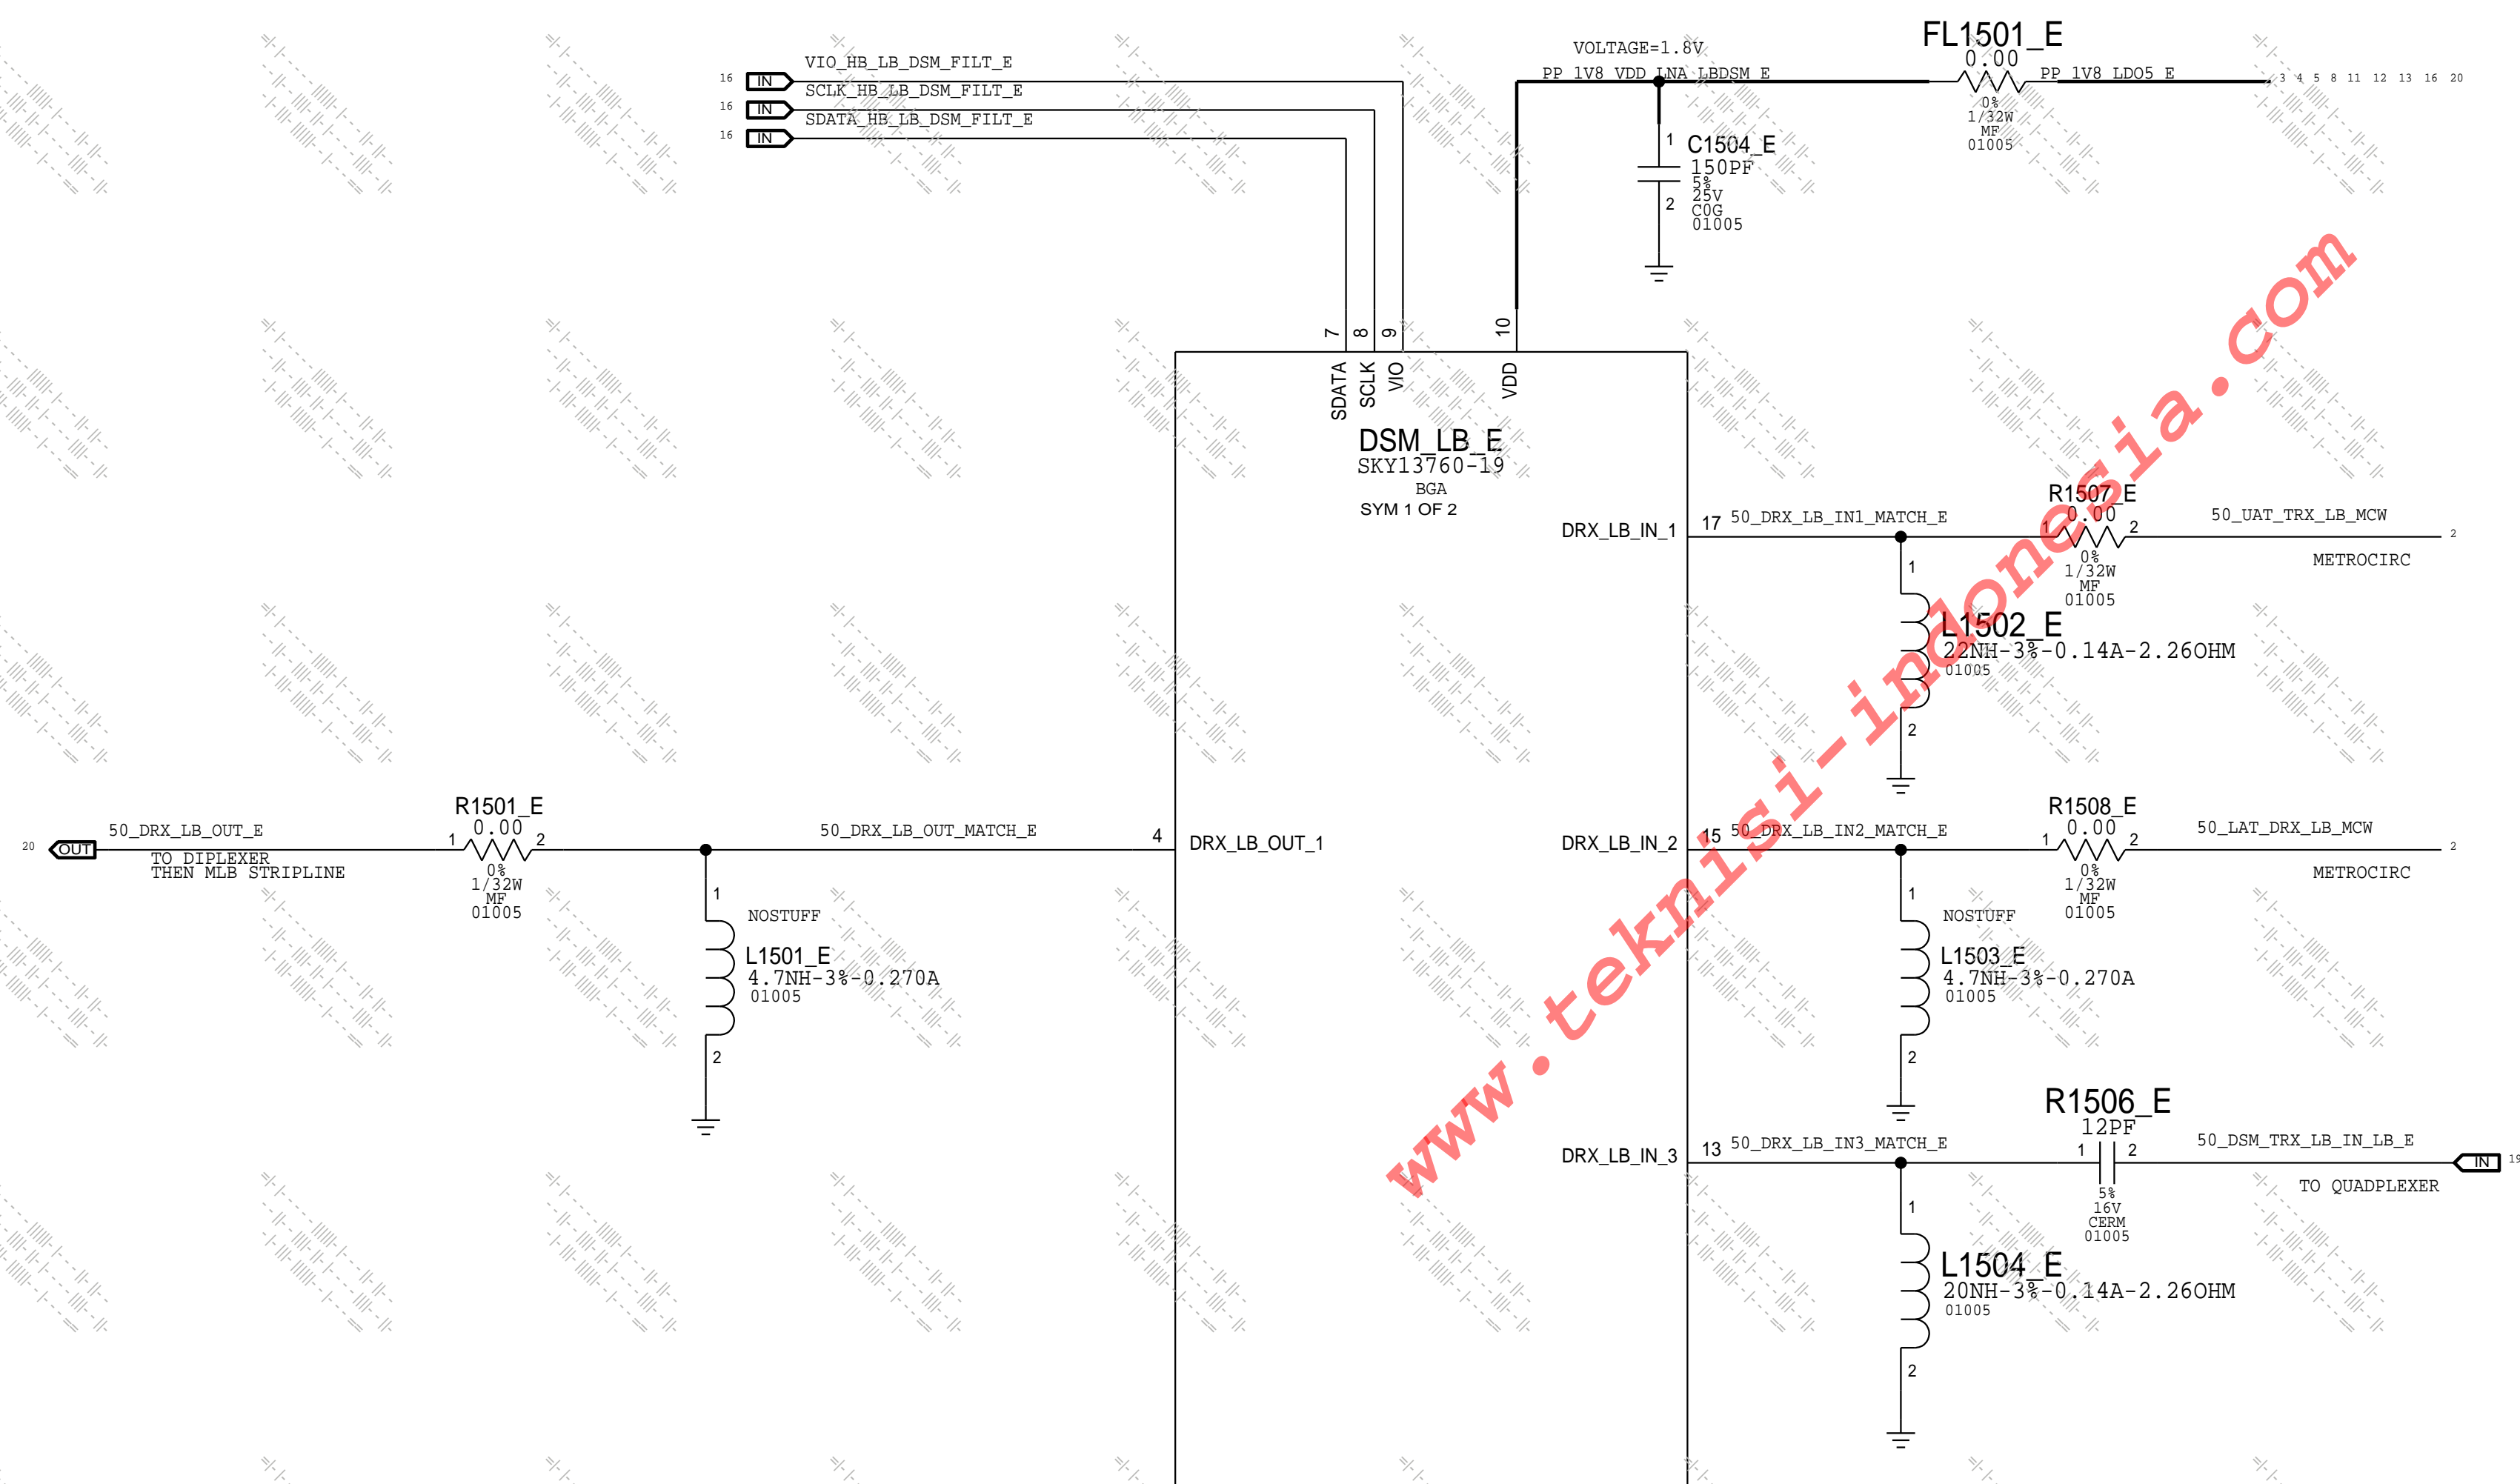 FL1501_E
0.00
VOLTAGE=1.8V
16 IN VIO_HB_LB_DSM_FILT_E
16 IN SCLK_HB_LB_DSM_FILT_E
16 IN SDATA_HB_LB_DSM_FILT_E
PP_1V8_VDD_LNA_LBDSM_E
PP_1V8_LDO5_E
3 4 5 8 11 12 13 16 20
0%
1/32W
MF
01005
1
C1504_E
150PF
5%
25V
C0G
01005
2
7 8 9 10
SDATA
SCLK
VIO
VDD
DSM_LB_E
SKY13760-19
BGA
SYM 1 OF 2
DRX_LB_IN_1
17
50_DRX_LB_IN1_MATCH_E
R1507_E
0.00
1 2
50_UAT_TRX_LB_MCW
2
METROCIRC
0%
1/32W
MF
01005
1
L1502_E
22NH-3%-0.14A-2.26OHM
01005
2
20 OUT
50_DRX_LB_OUT_E
TO DIPLEXER
THEN MLB STRIPLINE
R1501_E
0.00
1 2
0%
1/32W
MF
01005
50_DRX_LB_OUT_MATCH_E
4
DRX_LB_OUT_1
1
NOSTUFF
L1501_E
4.7NH-3%-0.270A
01005
2
DRX_LB_IN_2
15
50_DRX_LB_IN2_MATCH_E
R1508_E
0.00
1 2
50_LAT_DRX_LB_MCW
2
METROCIRC
0%
1/32W
MF
01005
1
NOSTUFF
L1503_E
4.7NH-3%-0.270A
01005
2
DRX_LB_IN_3
13
50_DRX_LB_IN3_MATCH_E
R1506_E
12PF
1 2
50_DSM_TRX_LB_IN_LB_E
IN 19
TO QUADPLEXER
5%
16V
CERM
01005
1
L1504_E
20NH-3%-0.14A-2.26OHM
01005
2
www.teknisi-indonesia.com